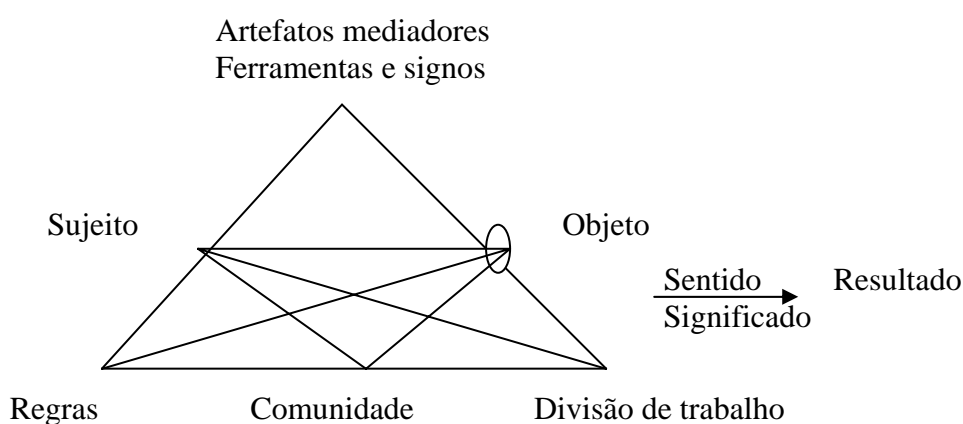 Artefatos mediadores
Ferramentas e signos
Sujeito
Objeto
Sentido
Resultado
Significado
Regras
Comunidade
Divisão de trabalho